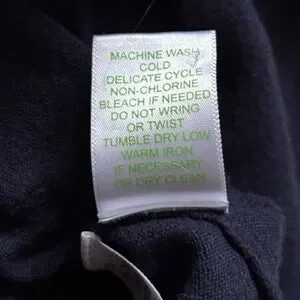 MACHINE WASH
COLD
DELICATE CYCLE
NON-CHLORINE
BLEACH IF NEEDED
DO NOT WRING
OR TWIST
TUMBLE DRY LOW
WARM IRON
IF NECESSARY
OR DRY CLEAN